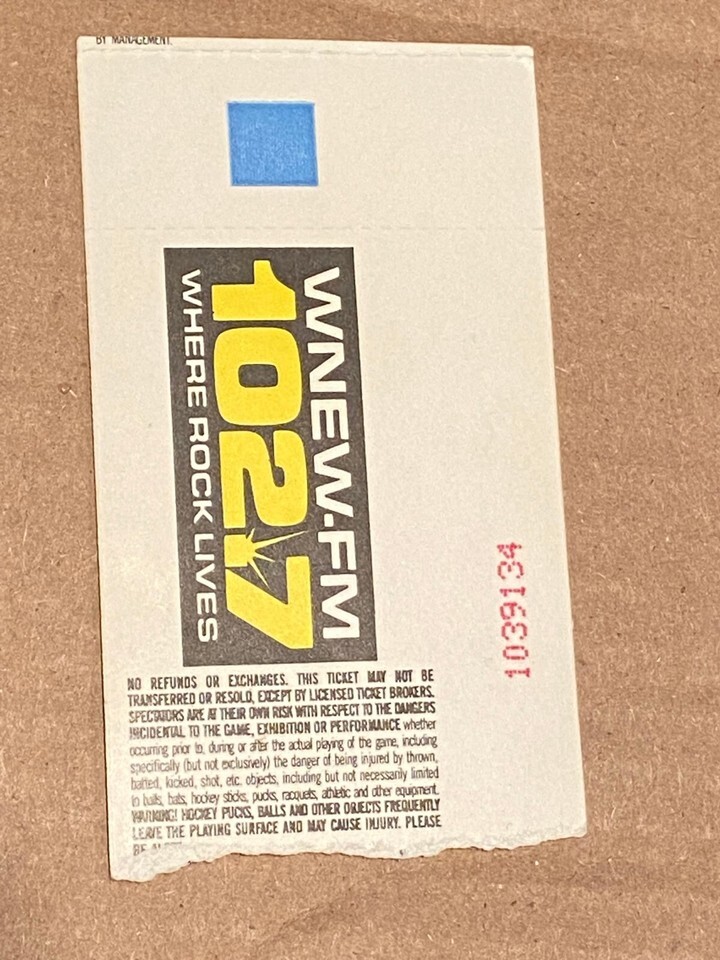 BY MANAGEMENT.
WNEW-FM
102.7
WHERE ROCK LIVES
1039134
NO REFUNDS OR EXCHANGES. THIS TICKET MAY NOT BE
TRANSFERRED OR RESOLD, EXCEPT BY LICENSED TICKET BROKERS.
SPECTATORS ARE AT THEIR OWN RISK WITH RESPECT TO THE DANGERS
INCIDENTAL TO THE GAME, EXHIBITION OR PERFORMANCE whether
occurring prior to, during or after the actual playing of the game, including
specifically (but not exclusively) the danger of being injured by thrown,
batted, kicked, shot, etc. objects, including but not necessarily limited
to balls, bats, hockey sticks, pucks, racquets, athletic and other equipment.
WARNING! HOCKEY PUCKS, BALLS AND OTHER OBJECTS FREQUENTLY
LEAVE THE PLAYING SURFACE AND MAY CAUSE INJURY. PLEASE
BE